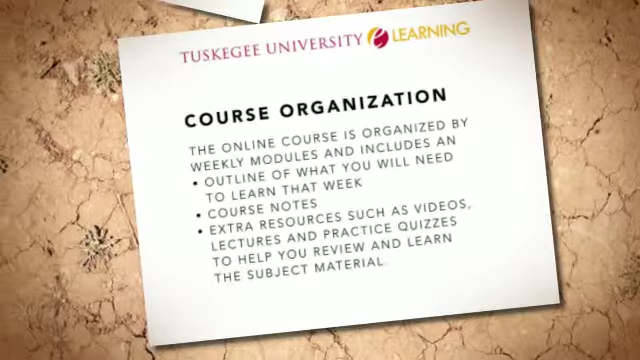 TUSKEGEE UNIVERSITY e LEARNING
COURSE ORGANIZATION
THE ONLINE COURSE IS ORGANIZED BY
WEEKLY MODULES AND INCLUDES AN
• OUTLINE OF WHAT YOU WILL NEED
TO LEARN THAT WEEK
• COURSE NOTES
• EXTRA RESOURCES SUCH AS VIDEOS,
LECTURES AND PRACTICE QUIZZES
TO HELP YOU REVIEW AND LEARN
THE SUBJECT MATERIAL.